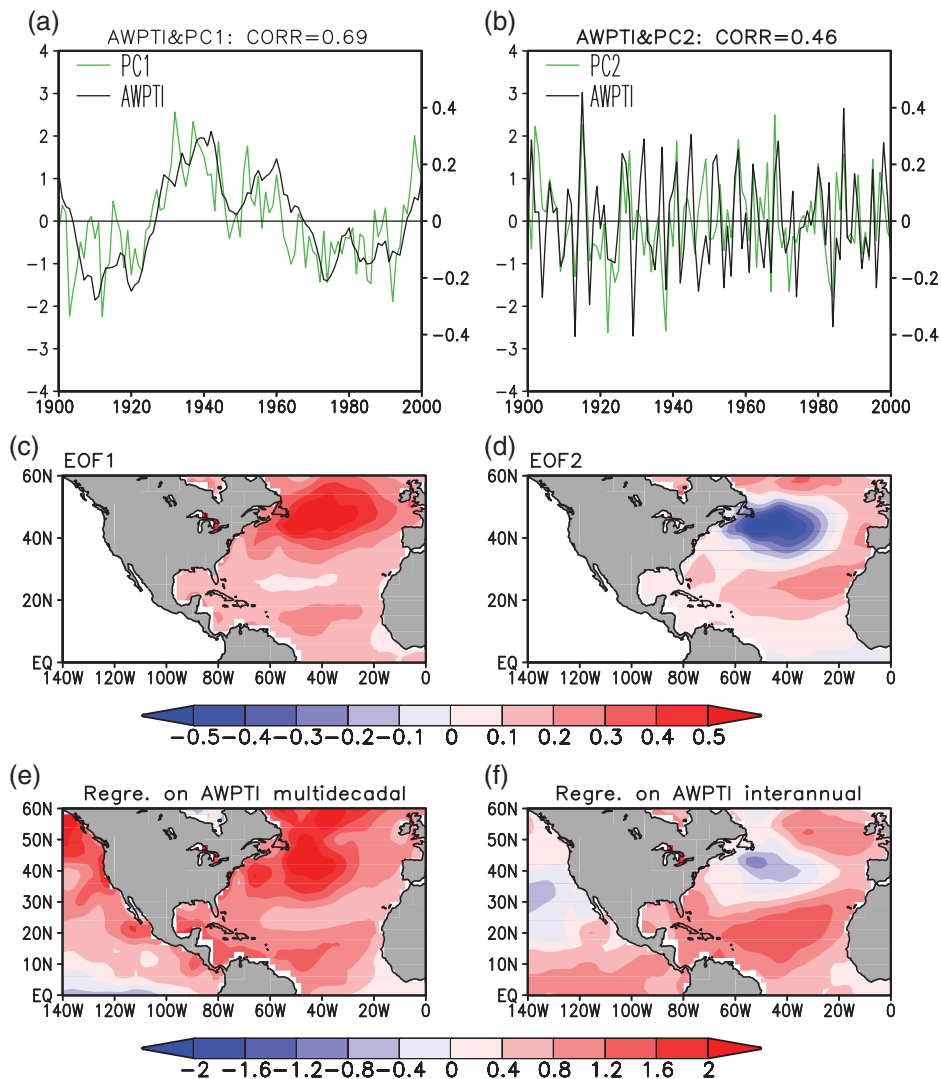 (a)
AWPTI&PC1: CORR=0.69
PC1
AWPTI
4
3
2
1
0
−1
−2
−3
−4
0.4
0.2
0
−0.2
−0.4
1900 1920 1940 1960 1980 2000
(b)
AWPTI&PC2: CORR=0.46
PC2
AWPTI
4
3
2
1
0
−1
−2
−3
−4
0.4
0.2
0
−0.2
−0.4
1900 1920 1940 1960 1980 2000
(c)
EOF1
60N
40N
20N
EQ
140W 120W 100W 80W 60W 40W 20W 0
(d)
EOF2
60N
40N
20N
EQ
140W 120W 100W 80W 60W 40W 20W 0
−0.5 −0.4 −0.3 −0.2 −0.1 0 0.1 0.2 0.3 0.4 0.5
(e)
Regre. on AWPTI multidecadal
60N
50N
40N
30N
20N
10N
EQ
140W 120W 100W 80W 60W 40W 20W 0
(f)
Regre. on AWPTI interannual
60N
50N
40N
30N
20N
10N
EQ
140W 120W 100W 80W 60W 40W 20W 0
−2 −1.6 −1.2 −0.8 −0.4 0 0.4 0.8 1.2 1.6 2